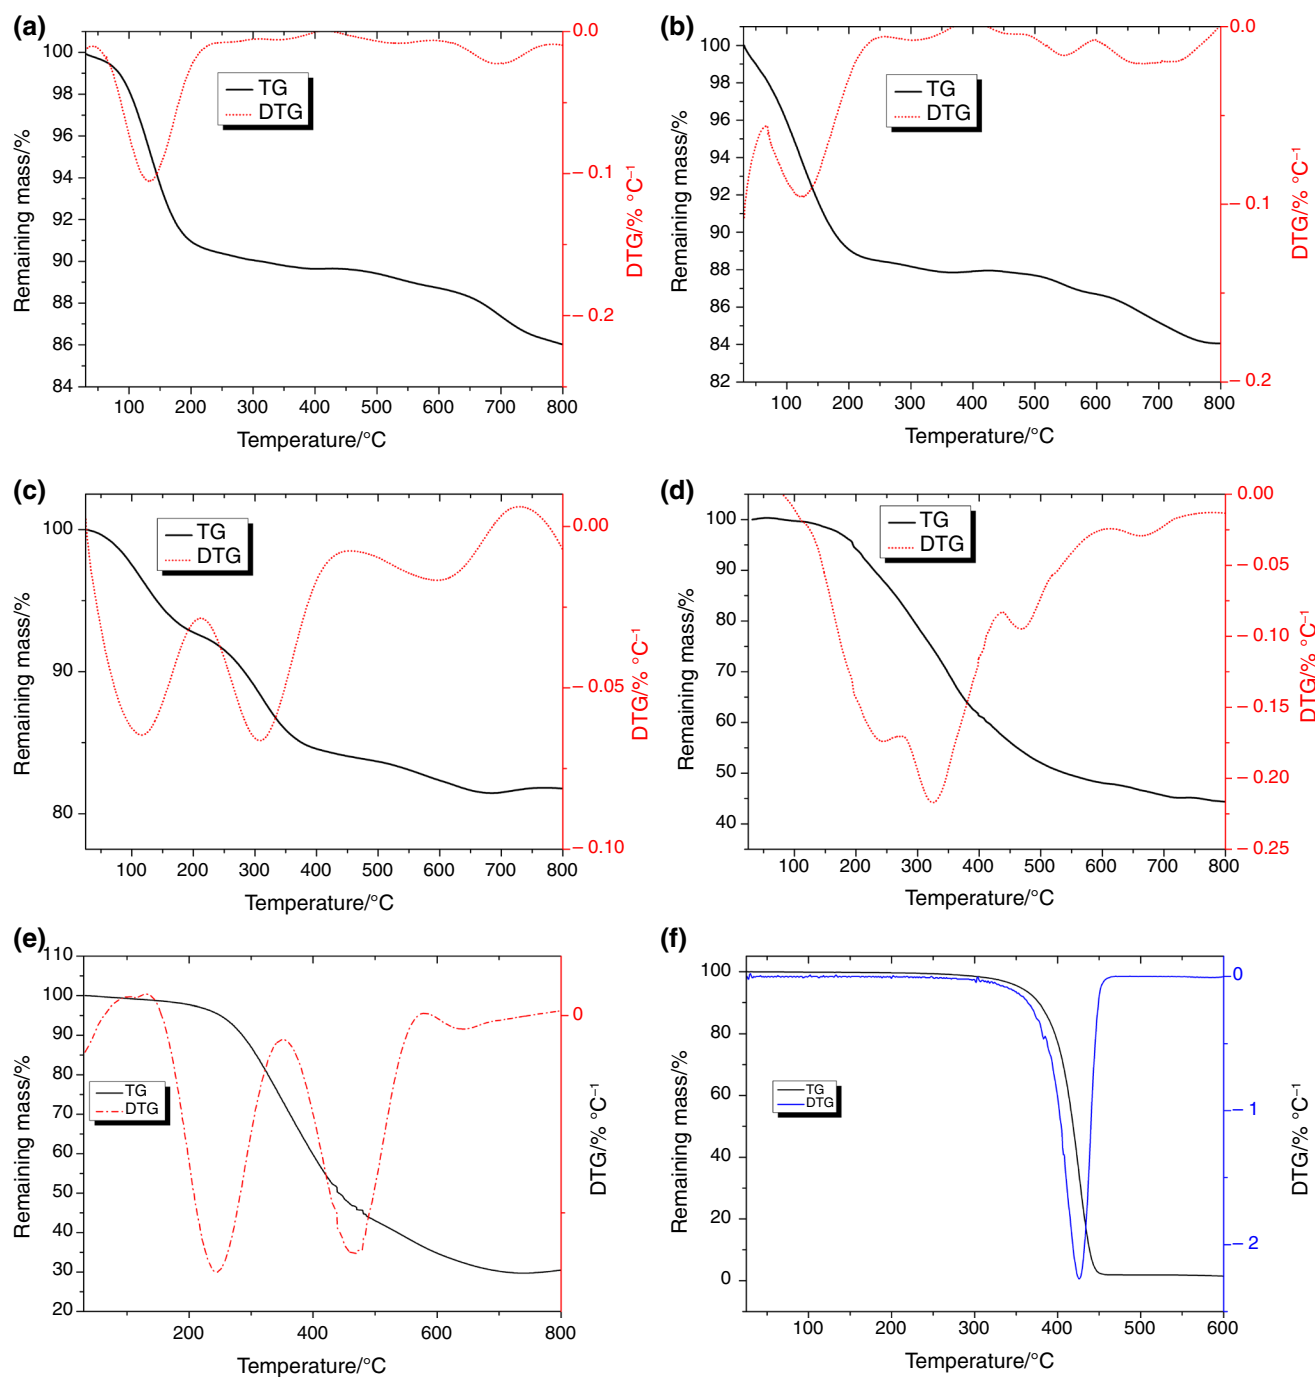 (a)
100
98
96
94
92
90
88
86
84
Remaining mass/%
TG
DTG
0.0
−0.1
−0.2
DTG/% °C⁻¹
100 200 300 400 500 600 700 800
Temperature/°C
(b)
100
98
96
94
92
90
88
86
84
82
Remaining mass/%
TG
DTG
0.0
−0.1
−0.2
DTG/% °C⁻¹
100 200 300 400 500 600 700 800
Temperature/°C
(c)
100
90
80
Remaining mass/%
TG
DTG
0.00
−0.05
−0.10
DTG/% °C⁻¹
100 200 300 400 500 600 700 800
Temperature/°C
(d)
100
90
80
70
60
50
40
Remaining mass/%
TG
DTG
0.00
−0.05
−0.10
−0.15
−0.20
−0.25
DTG/% °C⁻¹
100 200 300 400 500 600 700 800
Temperature/°C
(e)
110
100
90
80
70
60
50
40
30
20
Remaining mass/%
TG
DTG
0
DTG/% °C⁻¹
200 400 600 800
Temperature/°C
(f)
100
80
60
40
20
0
Remaining mass/%
TG
DTG
0
−1
−2
DTG/% °C⁻¹
100 200 300 400 500 600
Temperature/°C